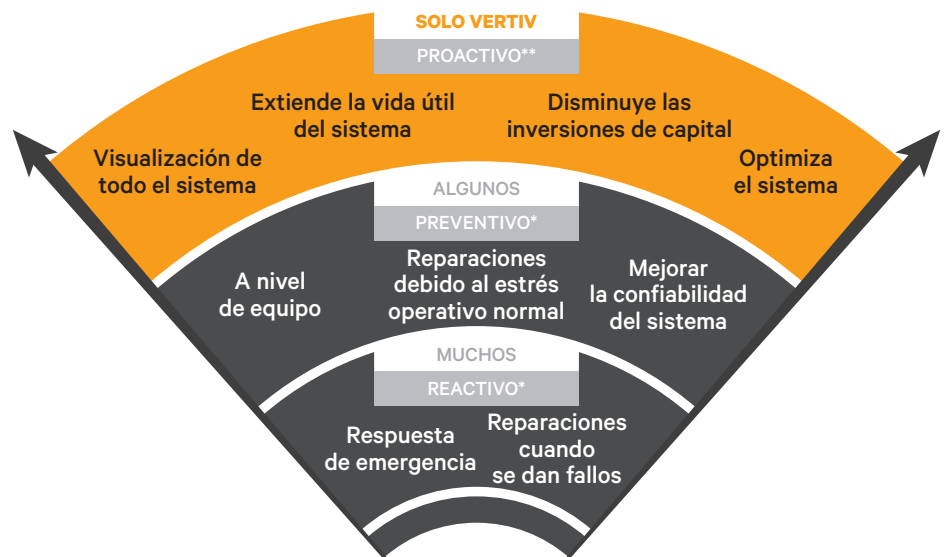 SOLO VERTIV
PROACTIVO**
Extiende la vida útil
del sistema
Disminuye las
inversiones de capital
Visualización de
todo el sistema
Optimiza
el sistema
ALGUNOS
PREVENTIVO*
A nivel
de equipo
Reparaciones
debido al estrés
operativo normal
Mejorar
la confiabilidad
del sistema
MUCHOS
REACTIVO*
Respuesta
de emergencia
Reparaciones
cuando
se dan fallos